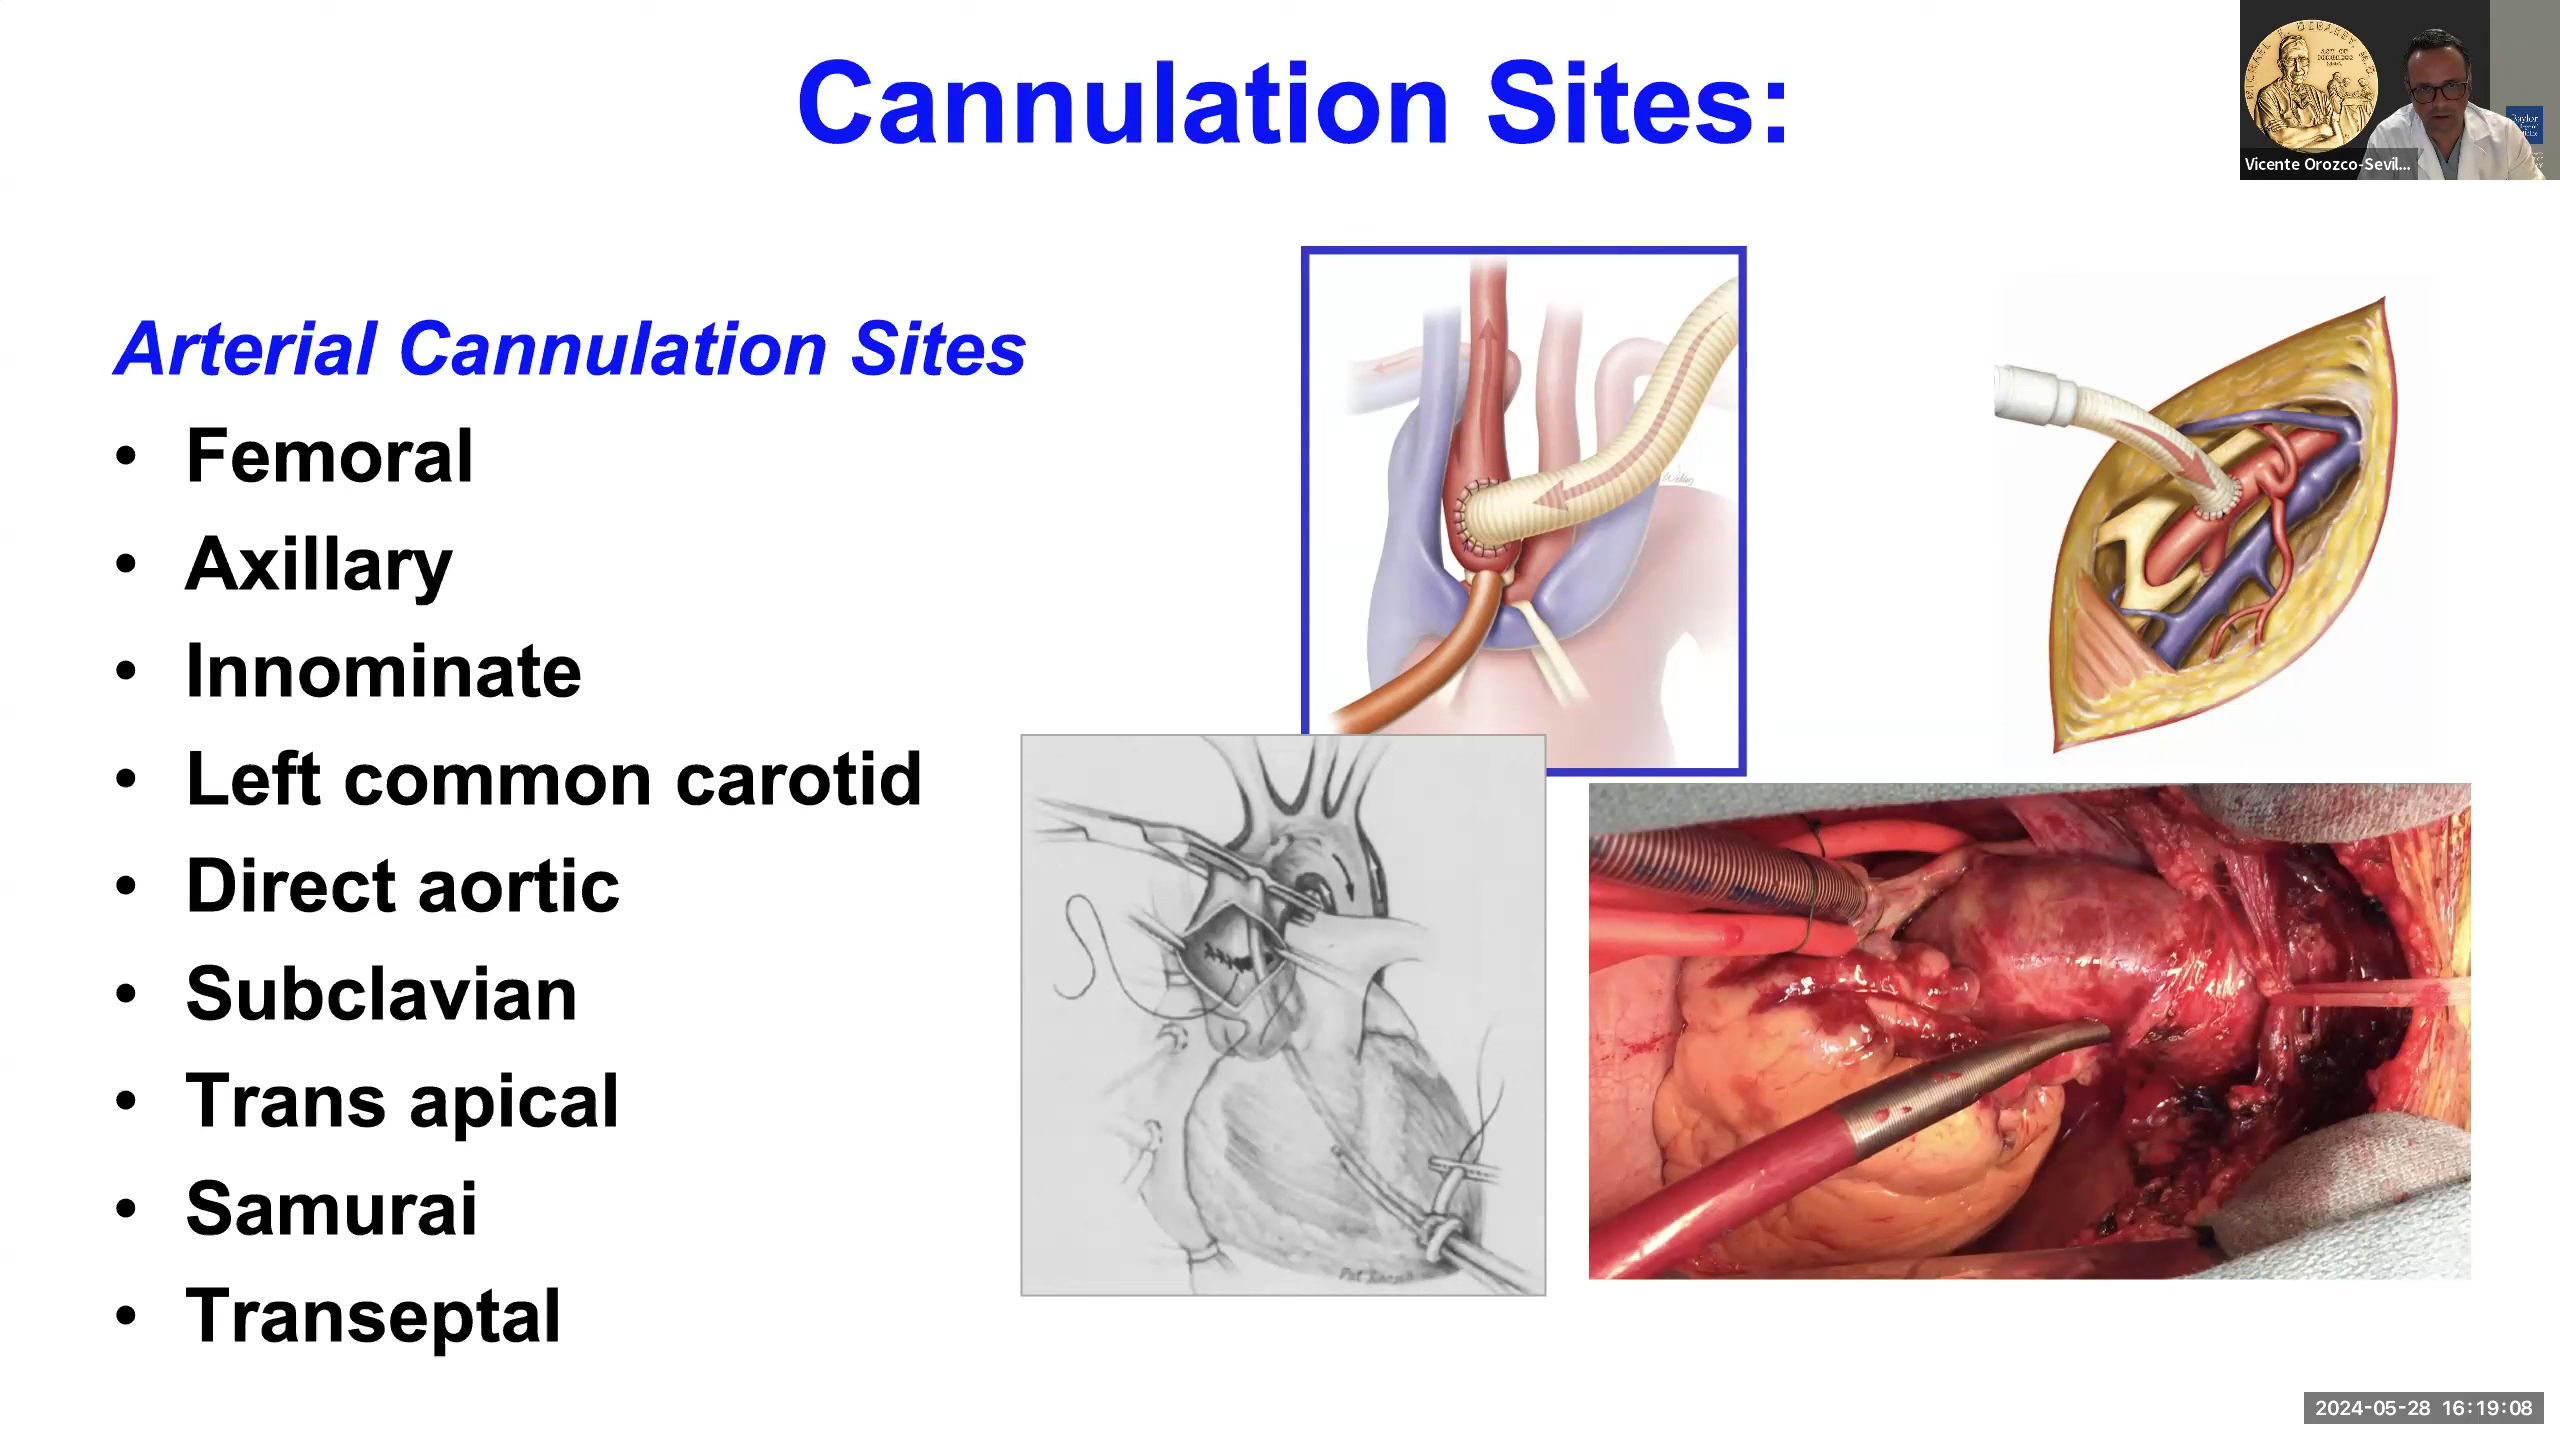 Cannulation Sites:
Vicente Orozco-Sevil...
Arterial Cannulation Sites
• Femoral
• Axillary
• Innominate
• Left common carotid
• Direct aortic
• Subclavian
• Trans apical
• Samurai
• Transeptal
Baylor
2024-05-28 16:19:08